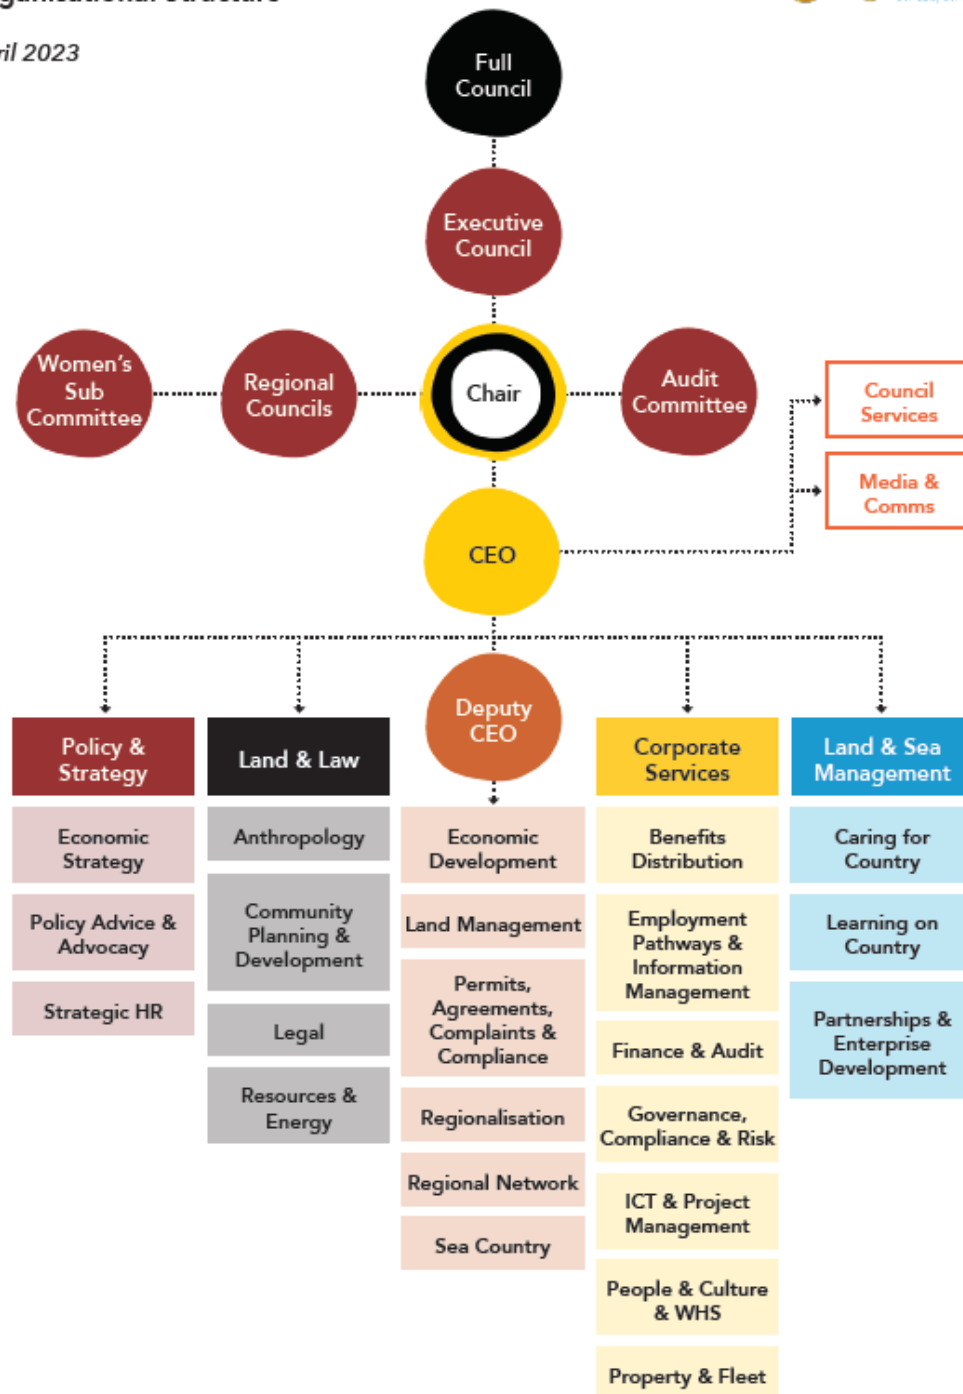 ganisational Structure
ril 2023
Full
Council
Executive
Council
Women's
Sub
Committee
Regional
Councils
Chair
Audit
Committee
Council
Services
Media &
Comms
CEO
Deputy
CEO
Policy &
Strategy
Economic
Strategy
Policy Advice &
Advocacy
Strategic HR
Land & Law
Anthropology
Community
Planning &
Development
Legal
Resources &
Energy
Economic
Development
Land Management
Permits,
Agreements,
Complaints &
Compliance
Regionalisation
Regional Network
Sea Country
Corporate
Services
Benefits
Distribution
Employment
Pathways &
Information
Management
Finance & Audit
Governance,
Compliance & Risk
ICT & Project
Management
People & Culture
& WHS
Property & Fleet
Land & Sea
Management
Caring for
Country
Learning on
Country
Partnerships &
Enterprise
Development